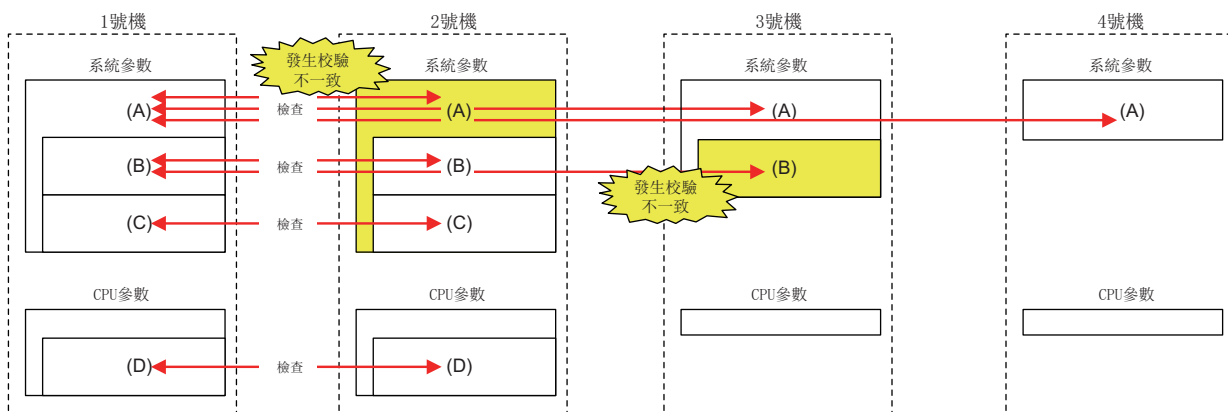 1號機
2號機
3號機
4號機
系統參數
發生校驗
不一致
系統參數
系統參數
系統參數
(A)
檢查
(A)
(A)
(A)
(B)
檢查
(B)
(B)
發生校驗
不一致
(C)
檢查
(C)
CPU參數
CPU參數
CPU參數
CPU參數
(D)
檢查
(D)